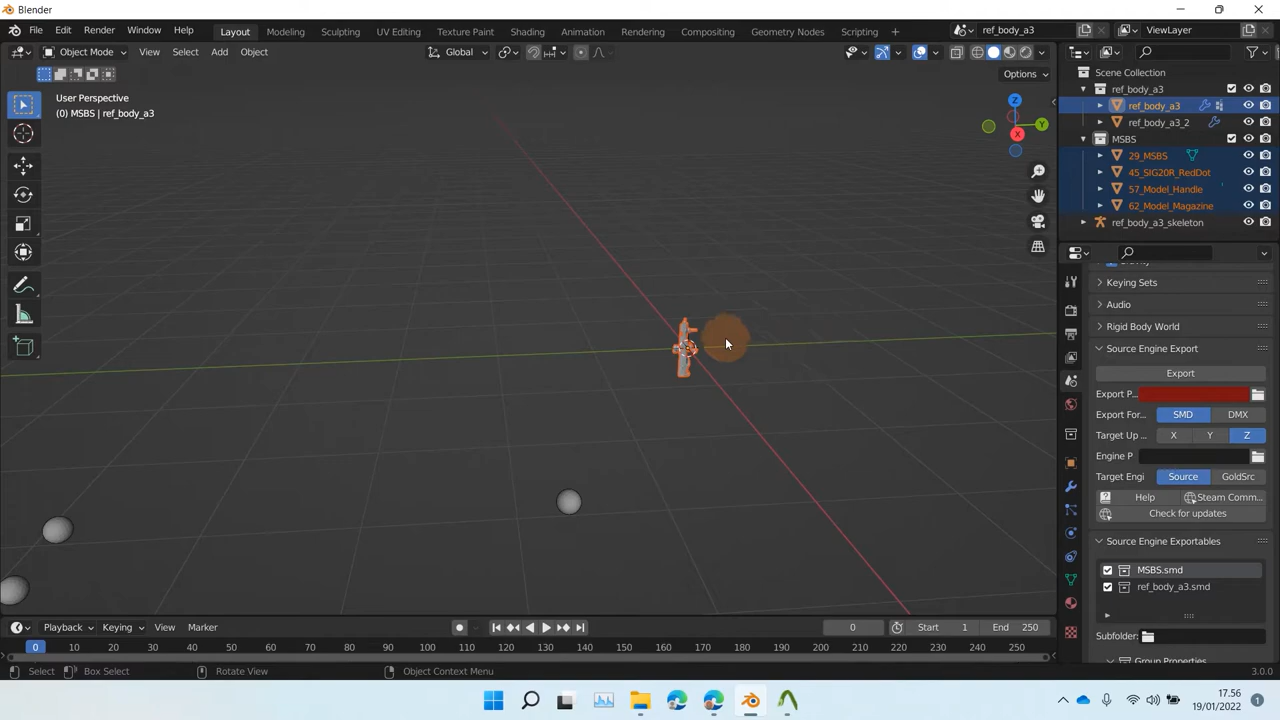 Blender
File Edit Render Window Help Layout Modeling Sculpting UV Editing Texture Paint Shading Animation Rendering Compositing Geometry Nodes Scripting + ref_body_a3 ViewLayer
Object Mode View Select Add Object Global
Options
User Perspective
(0) MSBS | ref_body_a3
Z
Y
X
Scene Collection
ref_body_a3
ref_body_a3
ref_body_a3_2
MSBS
29_MSBS
45_SIG20R_RedDot
57_Model_Handle
62_Model_Magazine
ref_body_a3_skeleton
Keying Sets
Audio
Rigid Body World
Source Engine Export
Export
Export P...
Export For... SMD DMX
Target Up X Y Z
Engine P
Target Engi Source GoldSrc
Help Steam Comm...
Check for updates
Source Engine Exportables
MSBS.smd
ref_body_a3.smd
Subfolder:
Group Properties
Playback Keying View Marker 0 Start 1 End 250
0 10 20 30 40 50 60 70 80 90 100 110 120 130 140 150 160 170 180 190 200 210 220 230 240 250
Select Box Select Rotate View Object Context Menu 3.0.0
17.56
19/01/2022
1